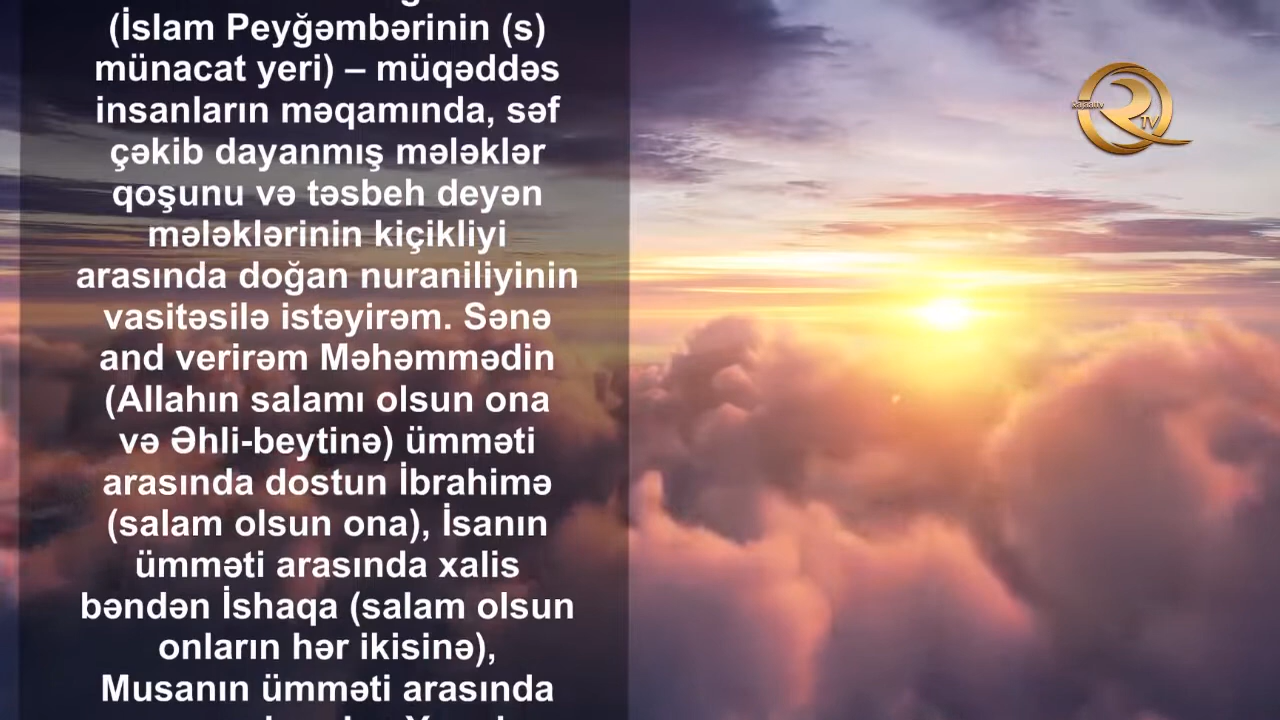 (İslam Peyğəmbərinin (s)
münacat yeri) – müqəddəs
insanların məqamıında, səf
çəkib dayanmış mələklər
qoşunu və təsbeh deyən
mələklərinin kiçikliyi
arasında doğan nuraniliyinin
vasitəsilə istəyirəm. Sənə
and verirəm Məhəmmədin
(Allahın salamı olsun ona
və Əhli-beytinə) ümməti
arasında dostun İbrahimə
(salam olsun ona), İsanın
ümməti arasında xalis
bəndən İshaqa (salam olsun
onların hər ikisinə),
Musanın ümməti arasında
TV